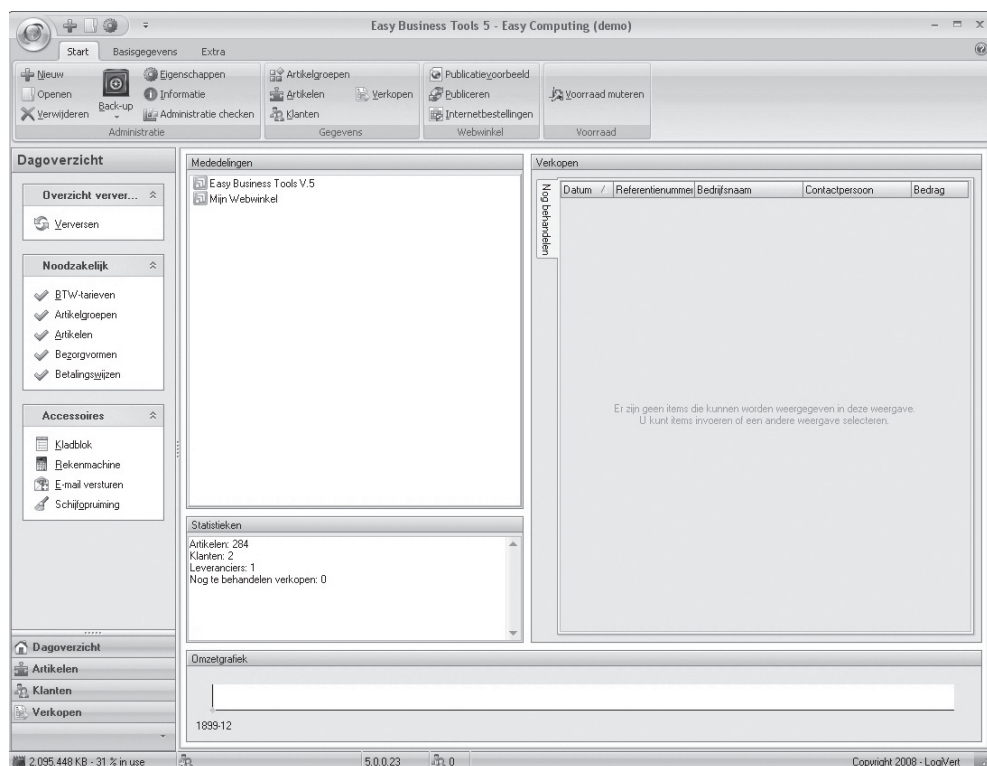 Easy Business Tools 5 - Easy Computing (demo)
Start Basisgegevens Extra
Nieuw
Openen
Verwijderen
Back-up
Eigenschappen
Informatie
Administratie checken
Administratie
Artikelgroepen
Artikelen
Klanten
Verkopen
Gegevens
Publicatievoorbeeld
Publiceren
Internetbestellingen
Webwinkel
Voorraad muteren
Voorraad
Dagoverzicht
Overzicht verver...
Verversen
Noodzakelijk
BTW-tarieven
Artikelgroepen
Artikelen
Bezorgvormen
Betalingswijzen
Accessoires
Kladblok
Rekenmachine
E-mail versturen
Schijfopruiming
Dagoverzicht
Artikelen
Klanten
Verkopen
Mededelingen
Easy Business Tools V.5
Mijn Webwinkel
Statistieken
Artikelen: 284
Klanten: 2
Leveranciers: 1
Nog te behandelen verkopen: 0
Verkopen
Nog behandelen
Datum / Referentienummer Bedrijfsnaam Contactpersoon Bedrag
Er zijn geen items die kunnen worden weergegeven in deze weergave.
U kunt items invoeren of een andere weergave selecteren.
Omzetgrafiek
1899-12
2.095.448 KB - 31 % in use 5.0.0.23 0 Copyright 2008 - LogiVert